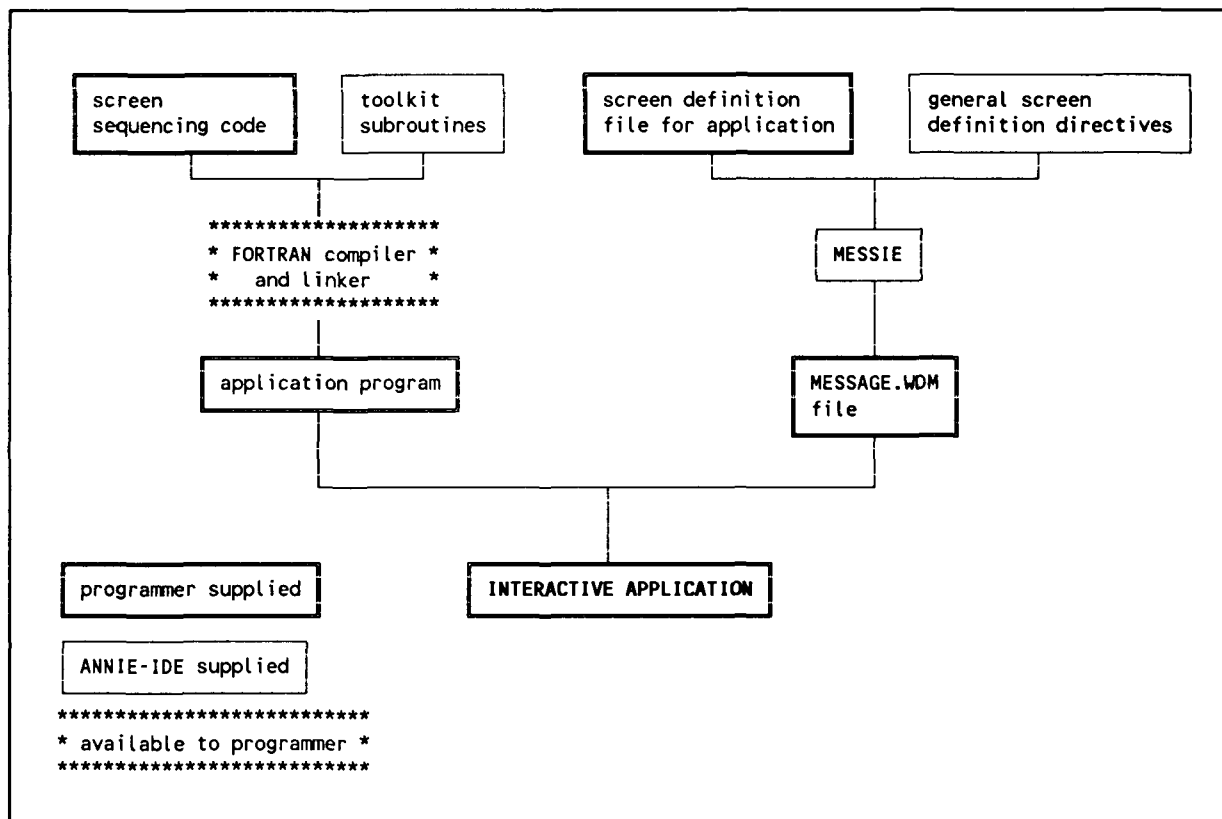 screen
sequencing code
toolkit
subroutines
screen definition
file for application
general screen
definition directives
********************
* FORTRAN compiler *
* and linker *
********************
MESSIE
application program
MESSAGE.WDM
file
programmer supplied
INTERACTIVE APPLICATION
ANNIE-IDE supplied
***************************
* available to programmer *
***************************